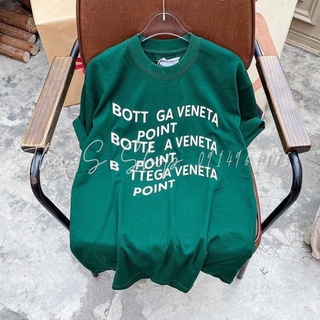 BOTT GA VENETA
POINT
BOTTE A VENETA
POINT
B TTEGA VENETA
POINT